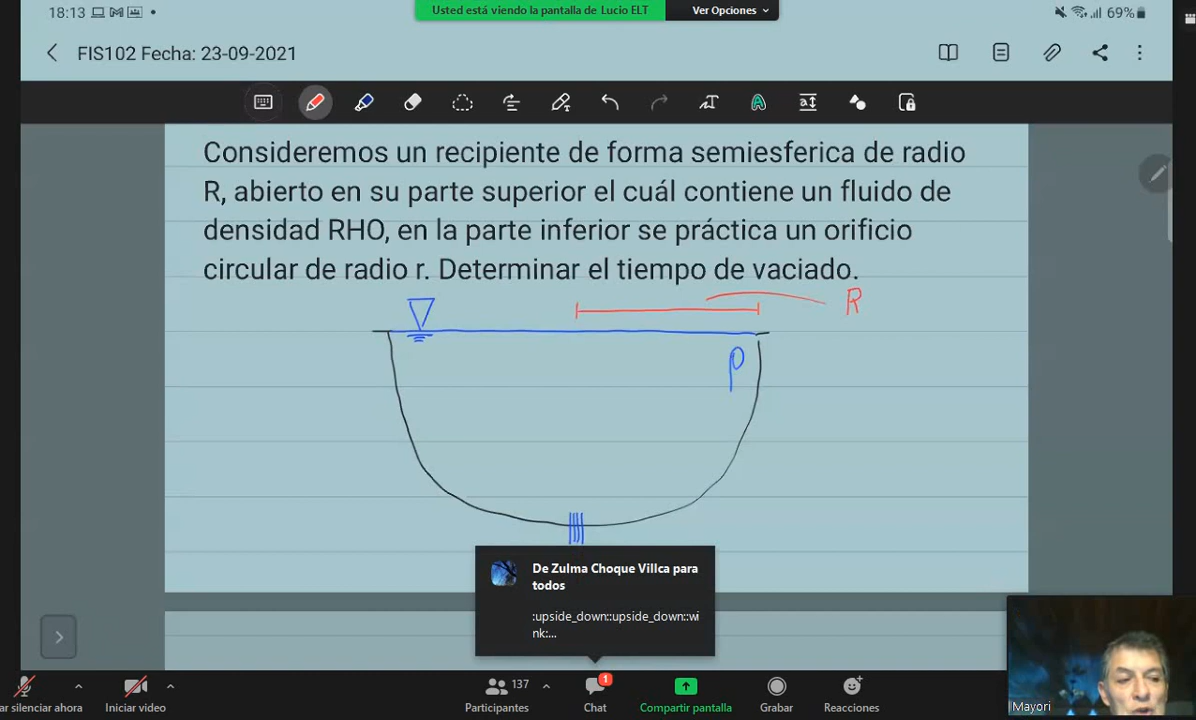 18:13
Usted está viendo la pantalla de Lucio ELT
Ver Opciones
69%
FIS102 Fecha: 23-09-2021
Consideremos un recipiente de forma semiesferica de radio
R, abierto en su parte superior el cuál contiene un fluido de
densidad RHO, en la parte inferior se práctica un orificio
circular de radio r. Determinar el tiempo de vaciado.
R
ρ
De Zulma Choque Villca para
todos
:upside_down::upside_down::wi
nk:...
ar silenciar ahora
Iniciar video
137
Participantes
1
Chat
Compartir pantalla
Grabar
Reacciones
Mayori